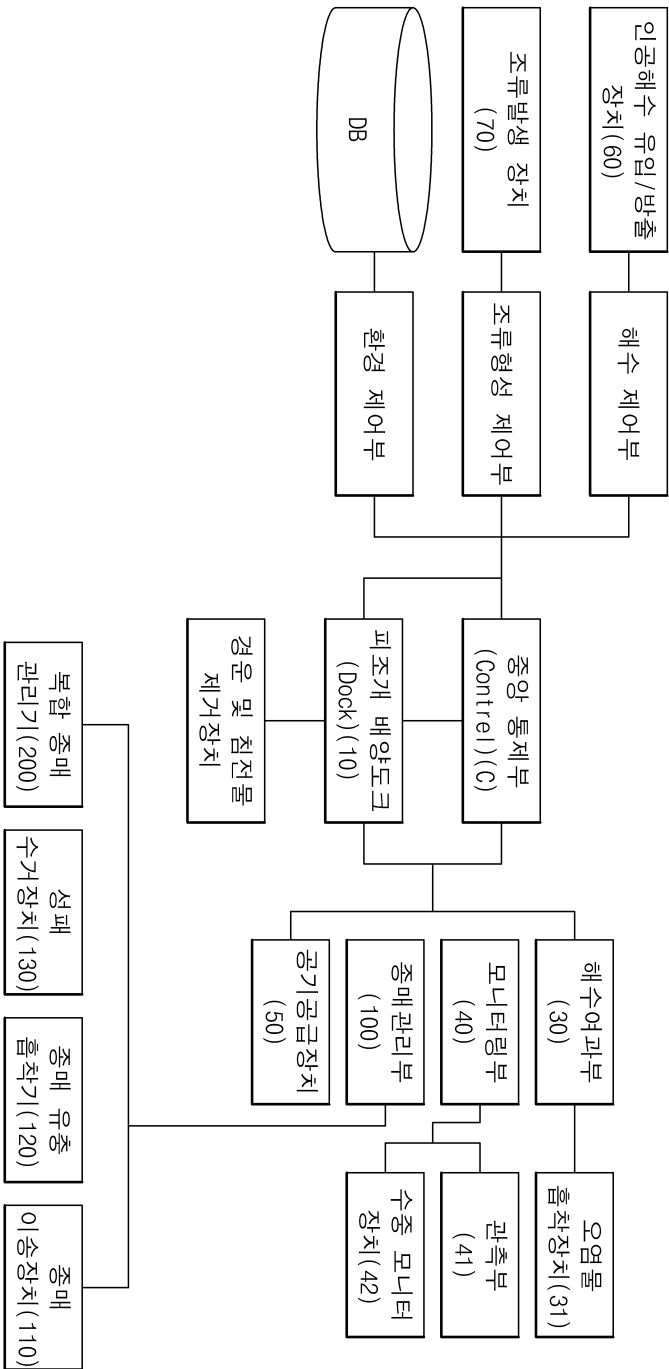 인공해수 유입/방출
장치(60)
해수 제어부
조류발생 장치
(70)
조류형성 제어부
DB
환경 제어부
중앙 통제부
(Contrel)(C)
피조개 배양도크
(Dock)(10)
경운 및 침전물
제거장치
해수여과부
(30)
오염물
흡착장치(31)
모니터링부
(40)
관측부
(41)
수중 모니터
장치(42)
종매관리부
(100)
공기공급장치
(50)
복합 종매
관리기(200)
성패
수거장치(130)
종매 유충
흡착기(120)
종매
이송장치(110)